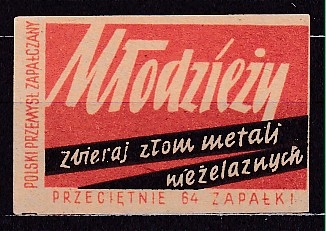 POLSKI PRZEMYSŁ ZAPAŁCZANY
Młodzieży
zbieraj złom metali
nieżelaznych
PRZECIĘTNIE 64 ZAPAŁKI